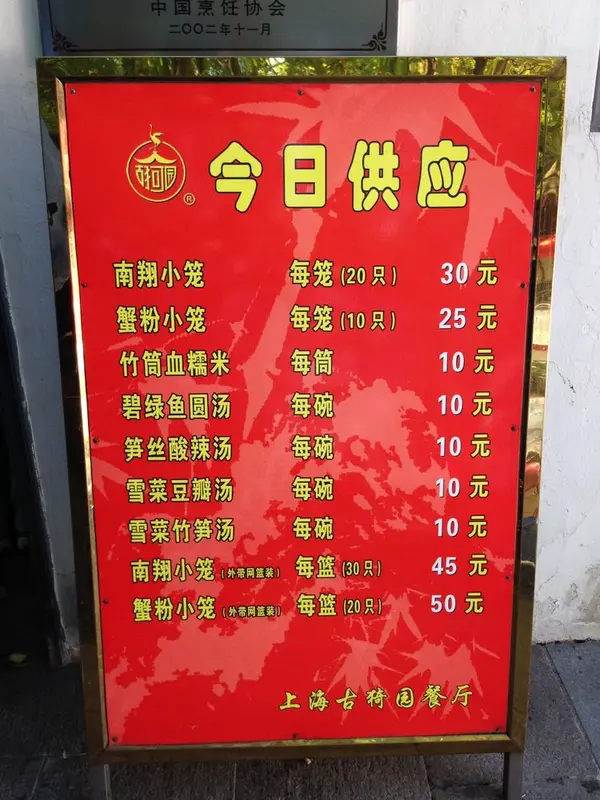 中国烹饪协会
二〇〇二年十一月
古猗园 ®
今日供应
南翔小笼 每笼(20只) 30元
蟹粉小笼 每笼(10只) 25元
竹筒血糯米 每筒 10元
碧绿鱼圆汤 每碗 10元
笋丝酸辣汤 每碗 10元
雪菜豆瓣汤 每碗 10元
雪菜竹笋汤 每碗 10元
南翔小笼(外带网篮装) 每篮(30只) 45元
蟹粉小笼(外带网篮装) 每篮(20只) 50元
上海古猗园餐厅